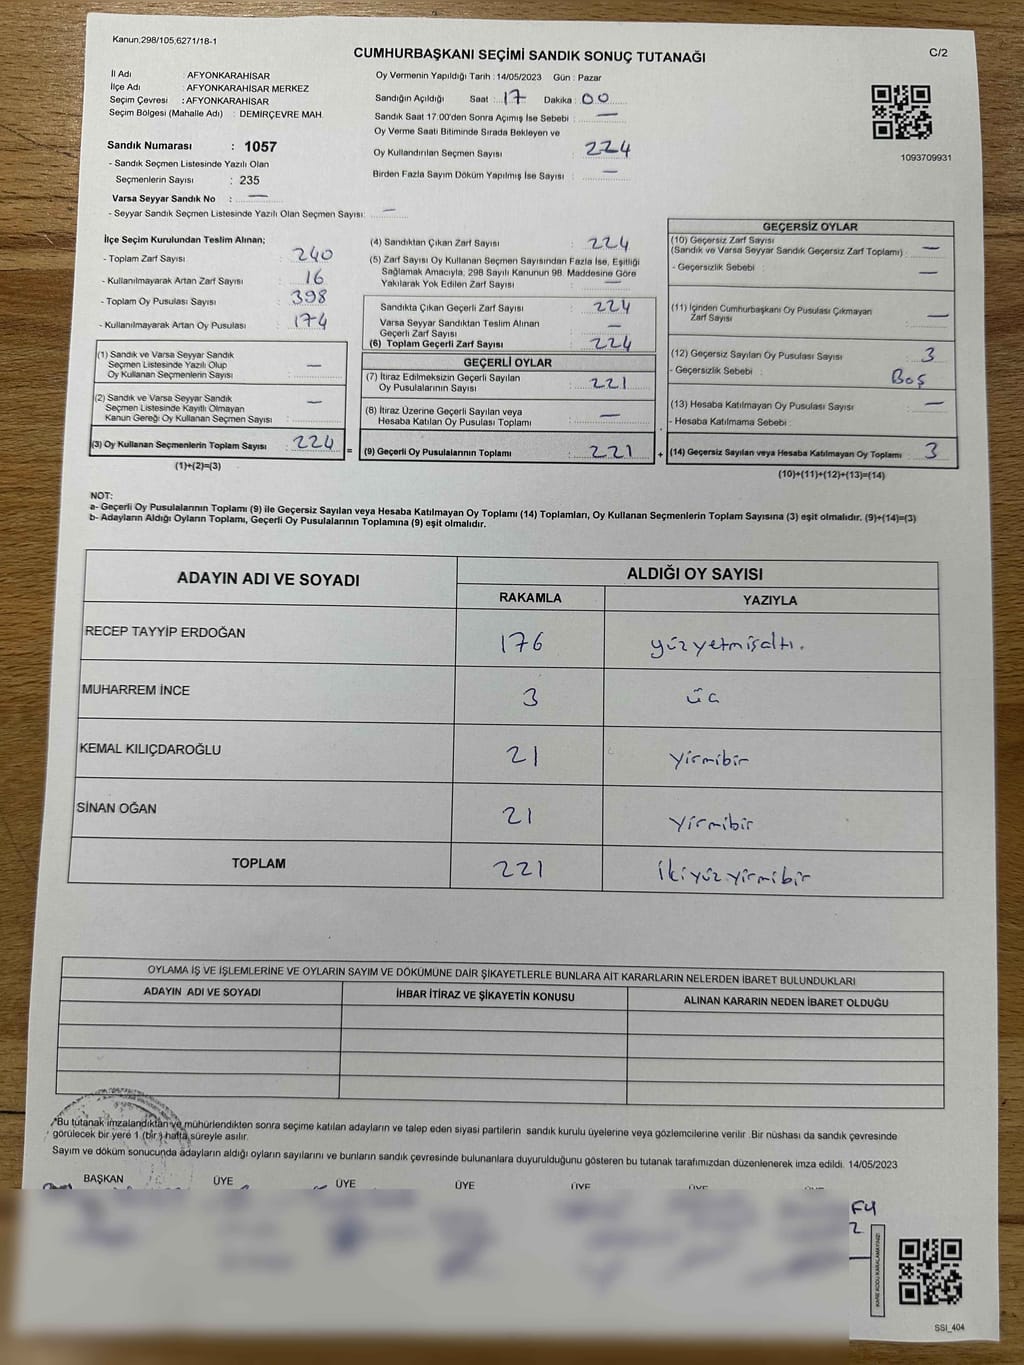 Kanun,298/105,6271/18-1
CUMHURBAŞKANI SEÇİMİ SANDIK SONUÇ TUTANAĞI
C/2
İl Adı : AFYONKARAHİSAR
İlçe Adı : AFYONKARAHİSAR MERKEZ
Seçim Çevresi : AFYONKARAHİSAR
Seçim Bölgesi (Mahalle Adı) : DEMİRÇEVRE MAH.
Oy Vermenin Yapıldığı Tarih : 14/05/2023 Gün : Pazar
Sandığın Açıldığı Saat : 17 Dakika : 00
Sandık Saat 17:00'den Sonra Açımış İse Sebebi : —
Oy Verme Saati Bitiminde Sırada Bekleyen ve
Oy Kullandırılan Seçmen Sayısı : 224
Birden Fazla Sayım Döküm Yapılmış İse Sayısı : —
1093709931
Sandık Numarası : 1057
- Sandık Seçmen Listesinde Yazılı Olan
Seçmenlerin Sayısı : 235
Varsa Seyyar Sandık No : —
- Seyyar Sandık Seçmen Listesinde Yazılı Olan Seçmen Sayısı: —
İlçe Seçim Kurulundan Teslim Alınan;
- Toplam Zarf Sayısı : 240
- Kullanılmayarak Artan Zarf Sayısı : 16
- Toplam Oy Pusulası Sayısı : 398
- Kullanılmayarak Artan Oy Pusulası : 174
(1) Sandık ve Varsa Seyyar Sandık
Seçmen Listesinde Yazılı Olup
Oy Kullanan Seçmenlerin Sayısı : —
(2) Sandık ve Varsa Seyyar Sandık
Seçmen Listesinde Kayıtlı Olmayan
Kanun Gereği Oy Kullanan Seçmen Sayısı : —
(3) Oy Kullanan Seçmenlerin Toplam Sayısı : 224
(1)+(2)=(3)
=
(4) Sandıktan Çıkan Zarf Sayısı : 224
(5) Zarf Sayısı Oy Kullanan Seçmen Sayısından Fazla İse, Eşitliği
Sağlamak Amacıyla, 298 Sayılı Kanunun 98. Maddesine Göre
Yakılarak Yok Edilen Zarf Sayısı : —
Sandıkta Çıkan Geçerli Zarf Sayısı : 224
Varsa Seyyar Sandıktan Teslim Alınan
Geçerli Zarf Sayısı : —
(6) Toplam Geçerli Zarf Sayısı : 224
GEÇERLİ OYLAR
(7) İtiraz Edilmeksizin Geçerli Sayılan
Oy Pusulalarının Sayısı : 221
(8) İtiraz Üzerine Geçerli Sayılan veya
Hesaba Katılan Oy Pusulası Toplamı : —
(9) Geçerli Oy Pusulalarının Toplamı : 221
+
GEÇERSİZ OYLAR
(10) Geçersiz Zarf Sayısı
(Sandık ve Varsa Seyyar Sandık Geçersiz Zarf Toplamı) : —
- Geçersizlik Sebebi : —
(11) İçinden Cumhurbaşkanı Oy Pusulası Çıkmayan
Zarf Sayısı : —
(12) Geçersiz Sayılan Oy Pusulası Sayısı : 3
- Geçersizlik Sebebi : Boş
(13) Hesaba Katılmayan Oy Pusulası Sayısı : —
- Hesaba Katılmama Sebebi :
(14) Geçersiz Sayılan veya Hesaba Katılmayan Oy Toplamı : 3
(10)+(11)+(12)+(13)=(14)
NOT:
a- Geçerli Oy Pusulalarının Toplamı (9) ile Geçersiz Sayılan veya Hesaba Katılmayan Oy Toplamı (14) Toplamları, Oy Kullanan Seçmenlerin Toplam Sayısına (3) eşit olmalıdır. (9)+(14)=(3)
b- Adayların Aldığı Oyların Toplamı, Geçerli Oy Pusulalarının Toplamına (9) eşit olmalıdır.
ADAYIN ADI VE SOYADI ALDIĞI OY SAYISI
RAKAMLA YAZIYLA
RECEP TAYYİP ERDOĞAN 176 yüzyetmişaltı.
MUHARREM İNCE 3 üç
KEMAL KILIÇDAROĞLU 21 yirmibir
SİNAN OĞAN 21 yirmibir
TOPLAM 221 ikiyüzyirmibir
OYLAMA İŞ VE İŞLEMLERİNE VE OYLARIN SAYIM VE DÖKÜMÜNE DAİR ŞİKAYETLERLE BUNLARA AİT KARARLARIN NELERDEN İBARET BULUNDUKLARI
ADAYIN ADI VE SOYADI İHBAR İTİRAZ VE ŞİKAYETİN KONUSU ALINAN KARARIN NEDEN İBARET OLDUĞU
*Bu tutanak imzalandıktan ve mühürlendikten sonra seçime katılan adayların ve talep eden siyasi partilerin sandık kurulu üyelerine veya gözlemcilerine verilir .Bir nüshası da sandık çevresinde
görülecek bir yere 1 (bir ) hafta süreyle asılır.
Sayım ve döküm sonucunda adayların aldığı oyların sayılarını ve bunların sandık çevresinde bulunanlara duyurulduğunu gösteren bu tutanak tarafımızdan düzenlenerek imza edildi. 14/05/2023
BAŞKAN ÜYE ÜYE ÜYE ÜYE ÜYE ÜYE
KARE KODU KARALAMAYINIZ!
SSI_404